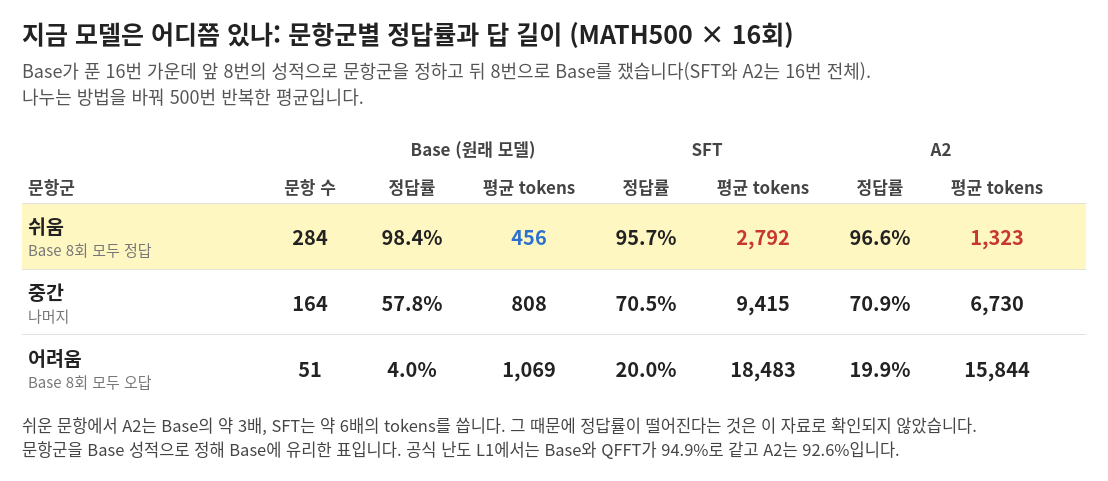 지금 모델은 어디쯤 있나: 문항군별 정답률과 답 길이 (MATH500 × 16회)
Base가 푼 16번 가운데 앞 8번의 성적으로 문항군을 정하고 뒤 8번으로 Base를 쟀습니다(SFT와 A2는 16번 전체).
나누는 방법을 바꿔 500번 반복한 평균입니다.
Base (원래 모델) SFT A2
문항군 문항 수 정답률 평균 tokens 정답률 평균 tokens 정답률 평균 tokens
쉬움
Base 8회 모두 정답
284 98.4% 456 95.7% 2,792 96.6% 1,323
중간
나머지
164 57.8% 808 70.5% 9,415 70.9% 6,730
어려움
Base 8회 모두 오답
51 4.0% 1,069 20.0% 18,483 19.9% 15,844
쉬운 문항에서 A2는 Base의 약 3배, SFT는 약 6배의 tokens를 씁니다. 그 때문에 정답률이 떨어진다는 것은 이 자료로 확인되지 않았습니다.
문항군을 Base 성적으로 정해 Base에 유리한 표입니다. 공식 난도 L1에서는 Base와 QFFT가 94.9%로 같고 A2는 92.6%입니다.